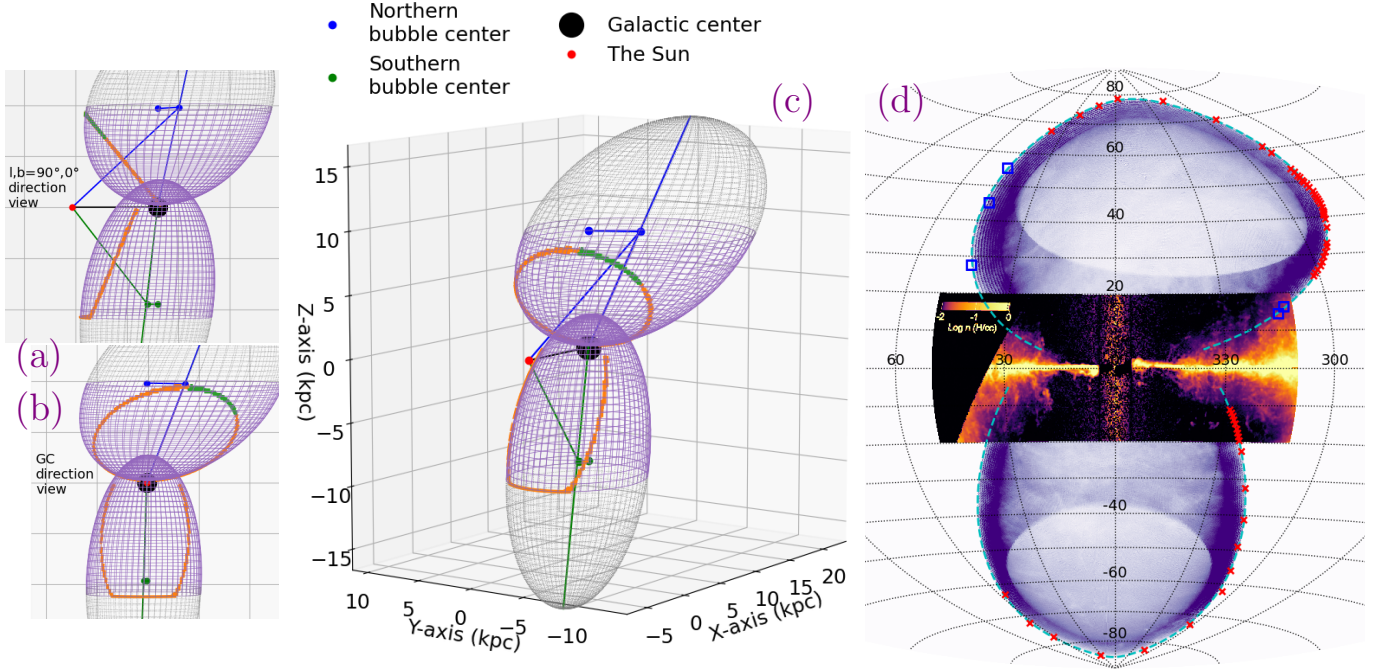 Northern
bubble center
Southern
bubble center
Galactic center
The Sun
l,b=90°,0°
direction
view
(a)
(b)
GC
direction
view
(c)
Z-axis (kpc)
15
10
5
0
−5
−10
−15
10
5
0
−5
−10
Y-axis (kpc)
−5
0
5
10
15
20
X-axis (kpc)
(d)
80
60
40
20
-2
-1
0
Log n (H/cc)
60
30
0
330
300
-40
-60
-80